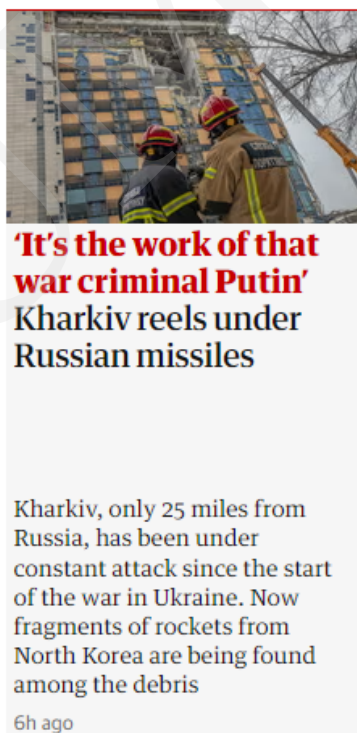 ‘It’s the work of that
war criminal Putin’
Kharkiv reels under
Russian missiles
Kharkiv, only 25 miles from
Russia, has been under
constant attack since the start
of the war in Ukraine. Now
fragments of rockets from
North Korea are being found
among the debris
6h ago